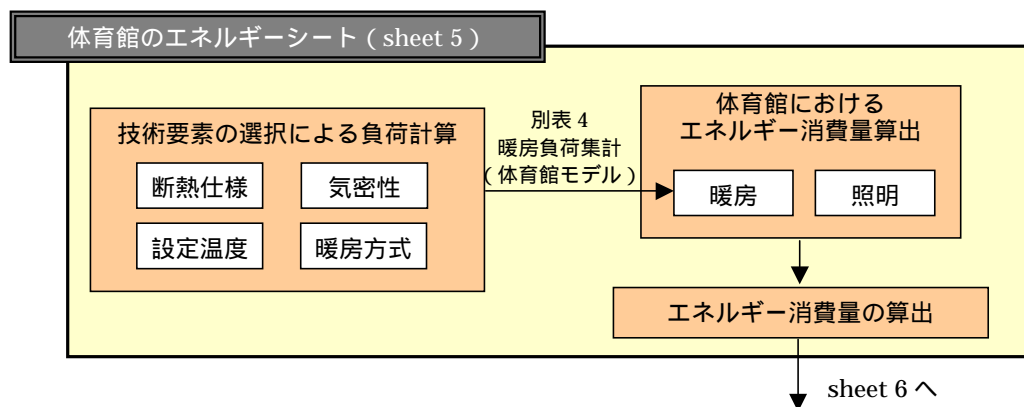 体育館のエネルギーシート（sheet 5）
技術要素の選択による負荷計算
断熱仕様
気密性
設定温度
暖房方式
別表 4
暖房負荷集計
（体育館モデル）
体育館における
エネルギー消費量算出
暖房
照明
エネルギー消費量の算出
sheet 6 へ